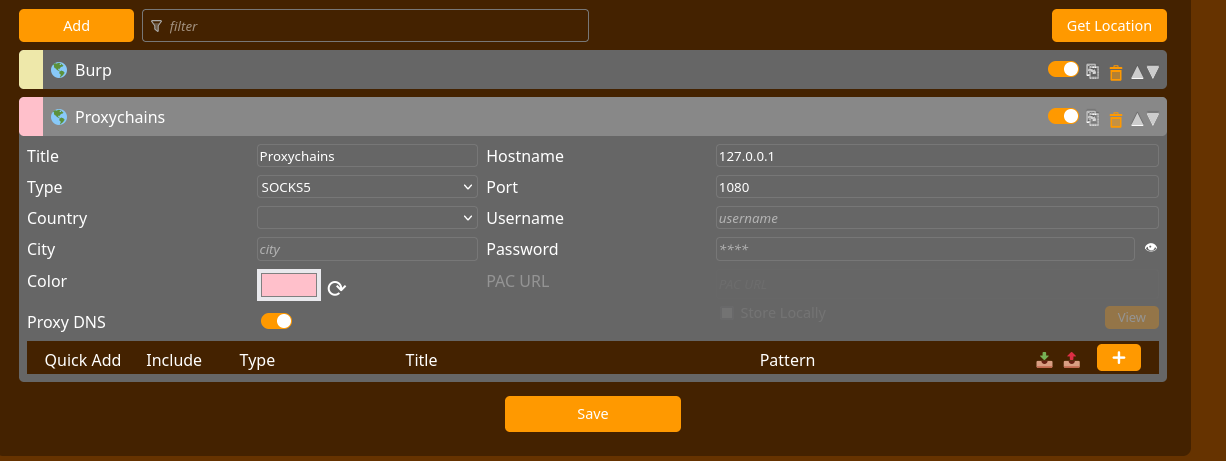 Add filter Get Location
Burp
Proxychains
Title Proxychains Hostname 127.0.0.1
Type SOCKS5 Port 1080
Country Username username
City city Password ****
Color PAC URL PAC URL
Store Locally View
Proxy DNS
Quick Add Include Type Title Pattern +
Save